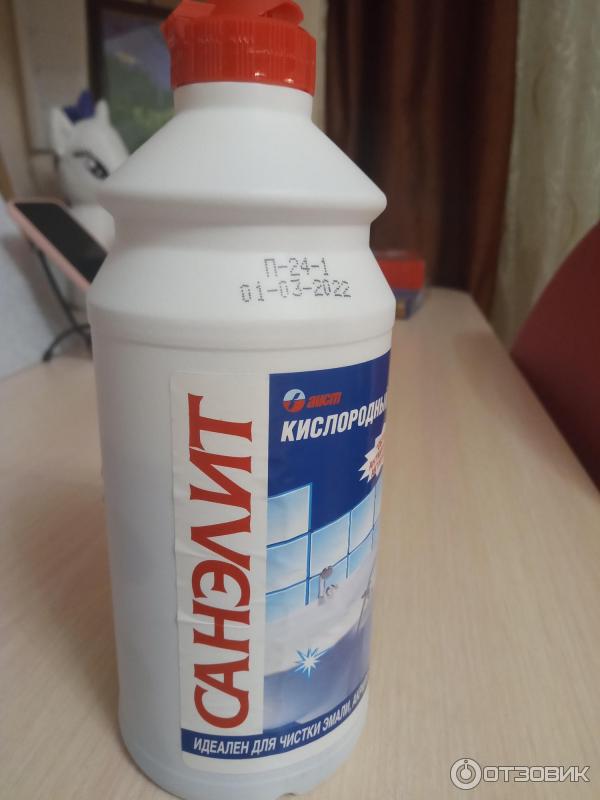 П-24-1
01-03-2022
аист
КИСЛОРОДНЫ
САНЭЛИТ
ИДЕАЛЕН ДЛЯ ЧИСТКИ ЭМАЛИ,
ОТЗОВИК